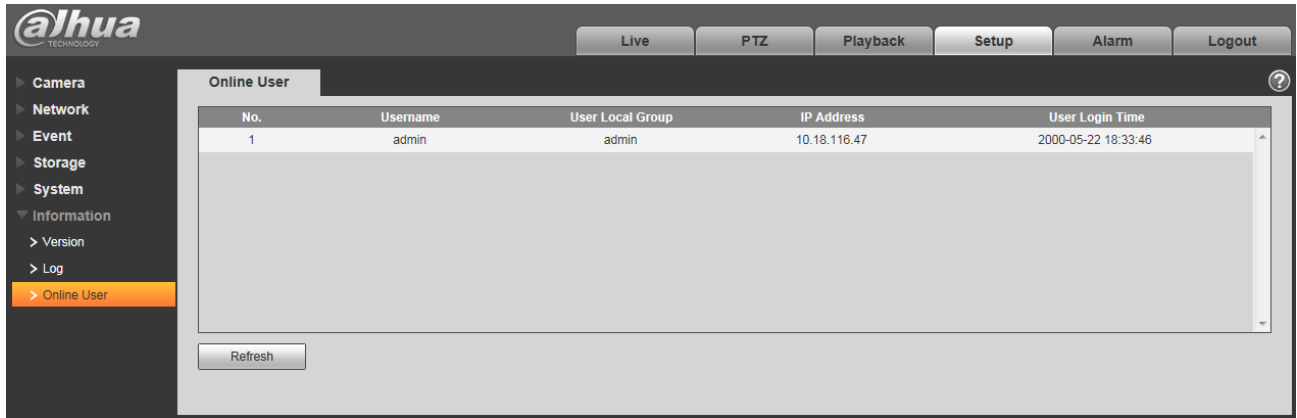 alhua
TECHNOLOGY
Live PTZ Playback Setup Alarm Logout
Camera
Network
Event
Storage
System
Information
> Version
> Log
> Online User
Online User
?
No. Username User Local Group IP Address User Login Time
1 admin admin 10.18.116.47 2000-05-22 18:33:46
Refresh